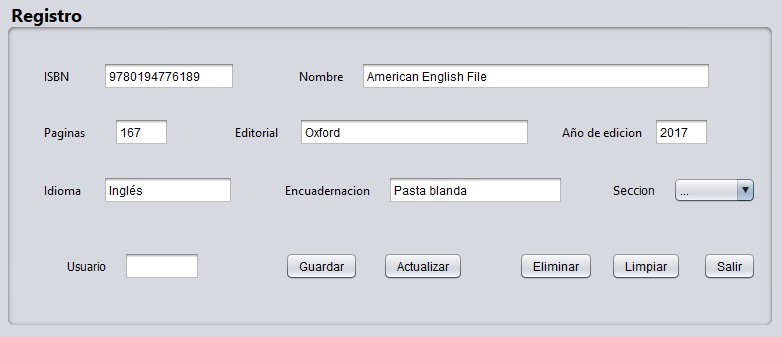 Registro
ISBN 9780194776189 Nombre American English File
Paginas 167 Editorial Oxford Año de edicion 2017
Idioma Inglés Encuadernacion Pasta blanda Seccion ...
Usuario Guardar Actualizar Eliminar Limpiar Salir